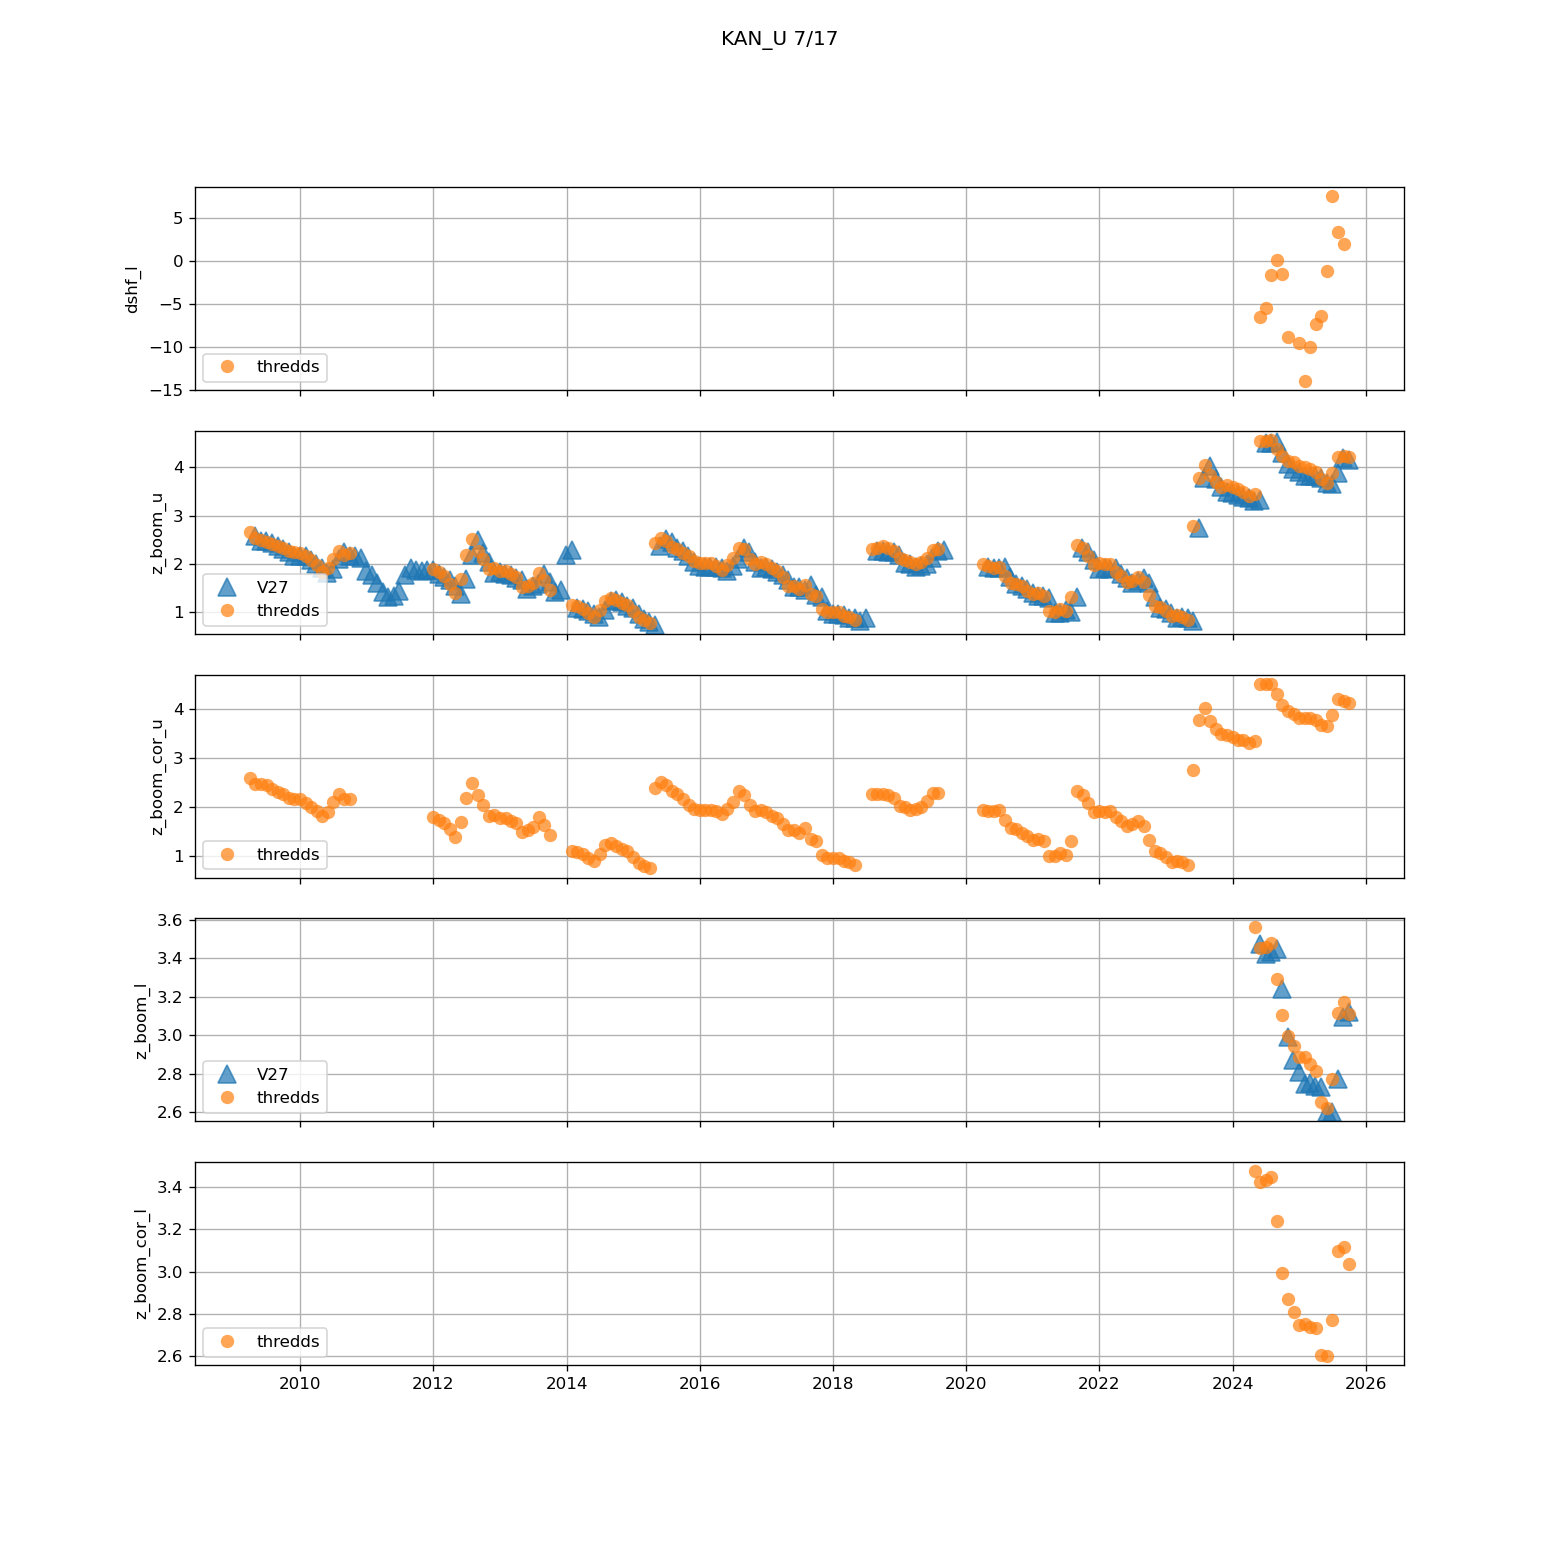 KAN_U 7/17
5
0
−5
−10
−15
dshf_l
thredds
4
3
2
1
z_boom_u
V27
thredds
4
3
2
1
z_boom_cor_u
thredds
3.6
3.4
3.2
3.0
2.8
2.6
z_boom_l
V27
thredds
3.4
3.2
3.0
2.8
2.6
z_boom_cor_l
thredds
2010 2012 2014 2016 2018 2020 2022 2024 2026